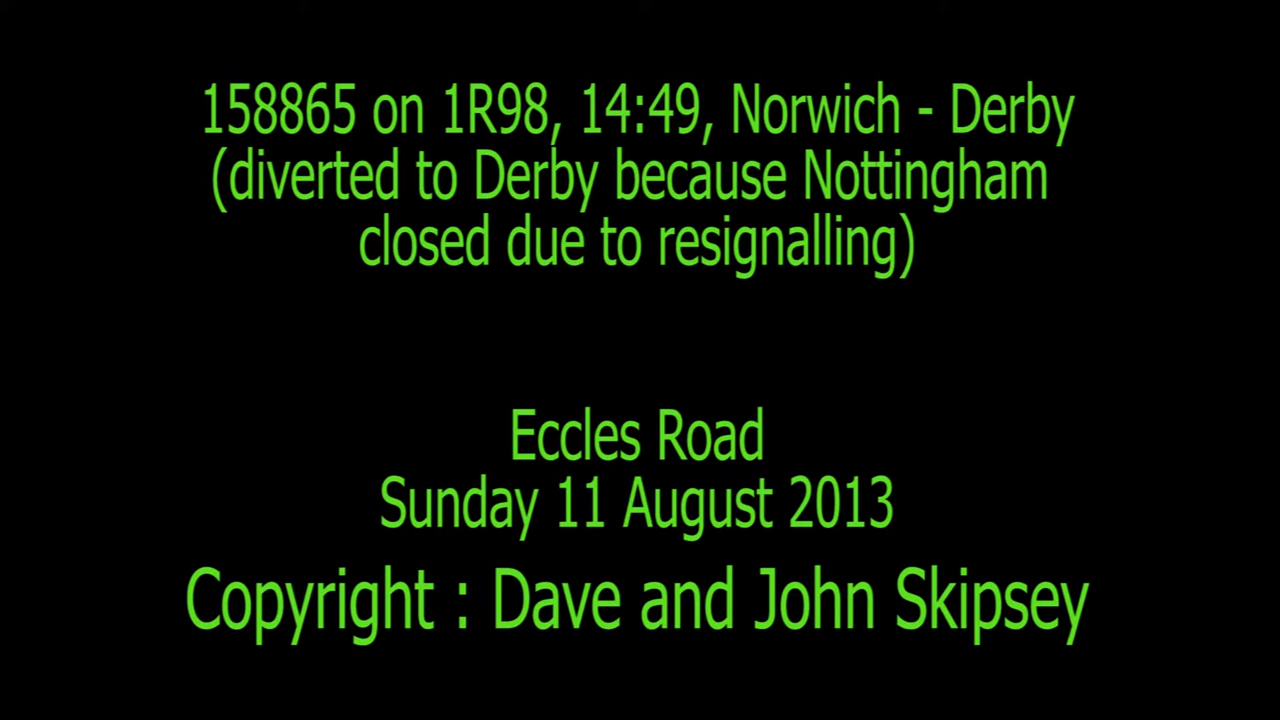 158865 on 1R98, 14:49, Norwich - Derby
(diverted to Derby because Nottingham
closed due to resignalling)
Eccles Road
Sunday 11 August 2013
Copyright : Dave and John Skipsey